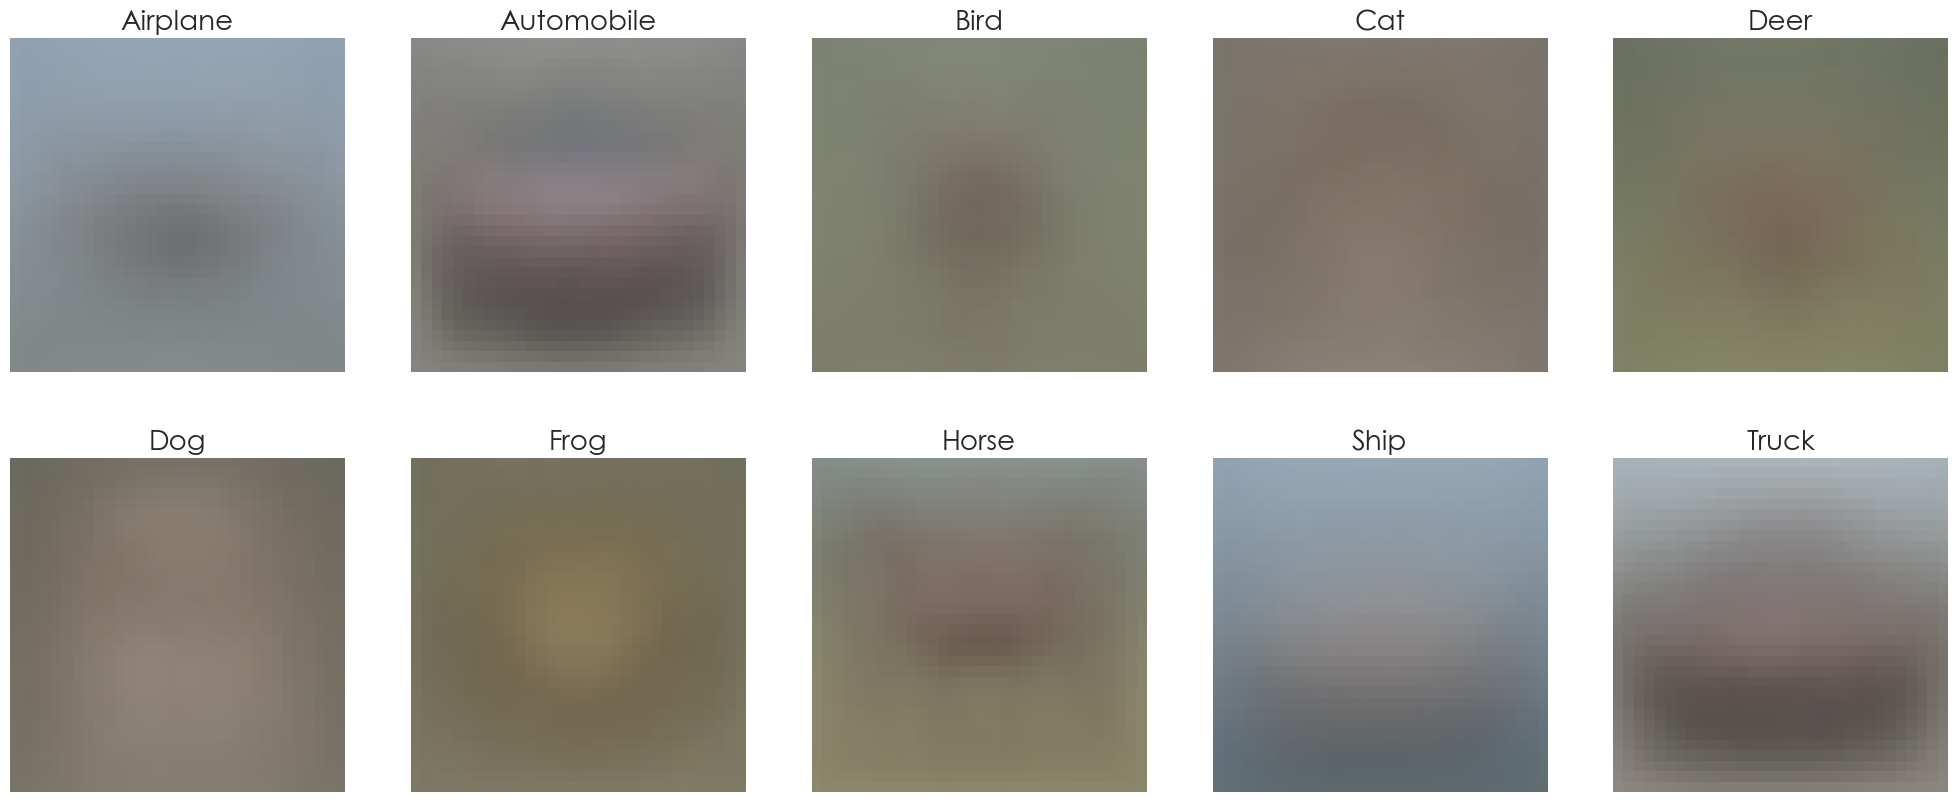 Airplane
Automobile
Bird
Cat
Deer
Dog
Frog
Horse
Ship
Truck